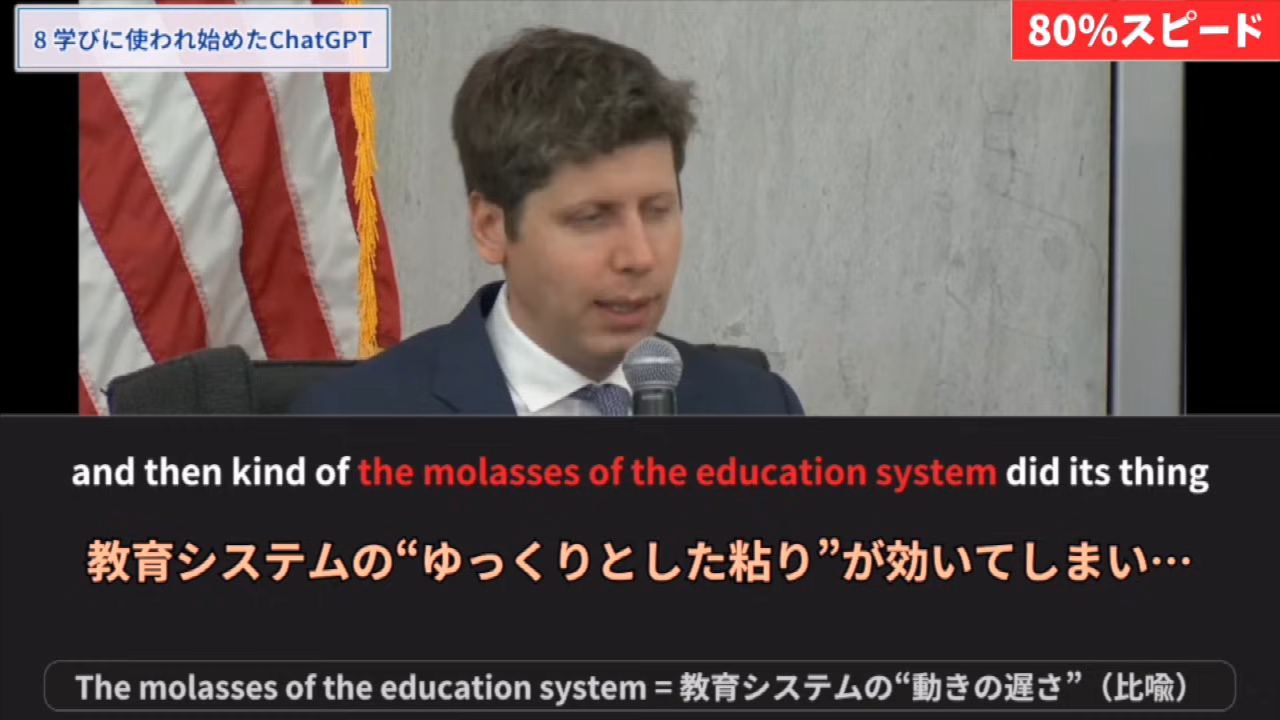 8 学びに使われ始めたChatGPT
80%スピード
and then kind of the molasses of the education system did its thing
教育システムの“ゆっくりとした粘り”が効いてしまい…
The molasses of the education system = 教育システムの“動きの遅さ”（比喩）